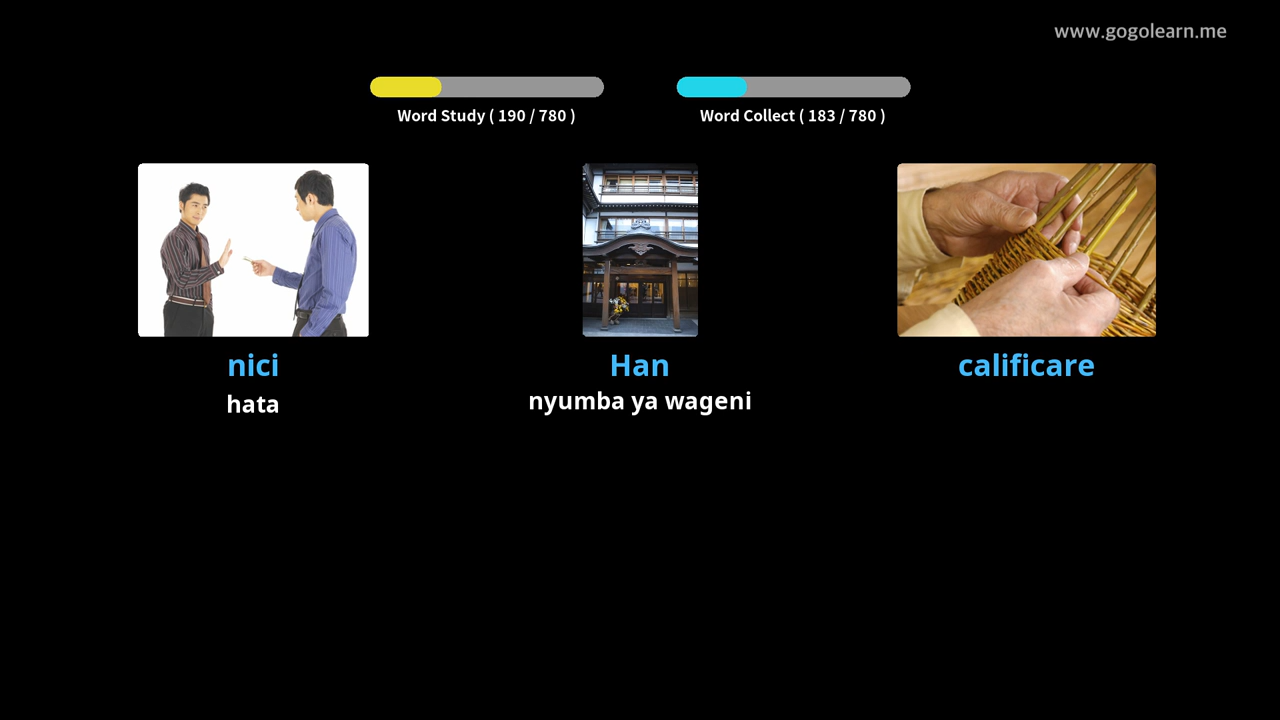 www.gogolearn.me
Word Study ( 190 / 780 )
Word Collect ( 183 / 780 )
nici
hata
Han
nyumba ya wageni
calificare